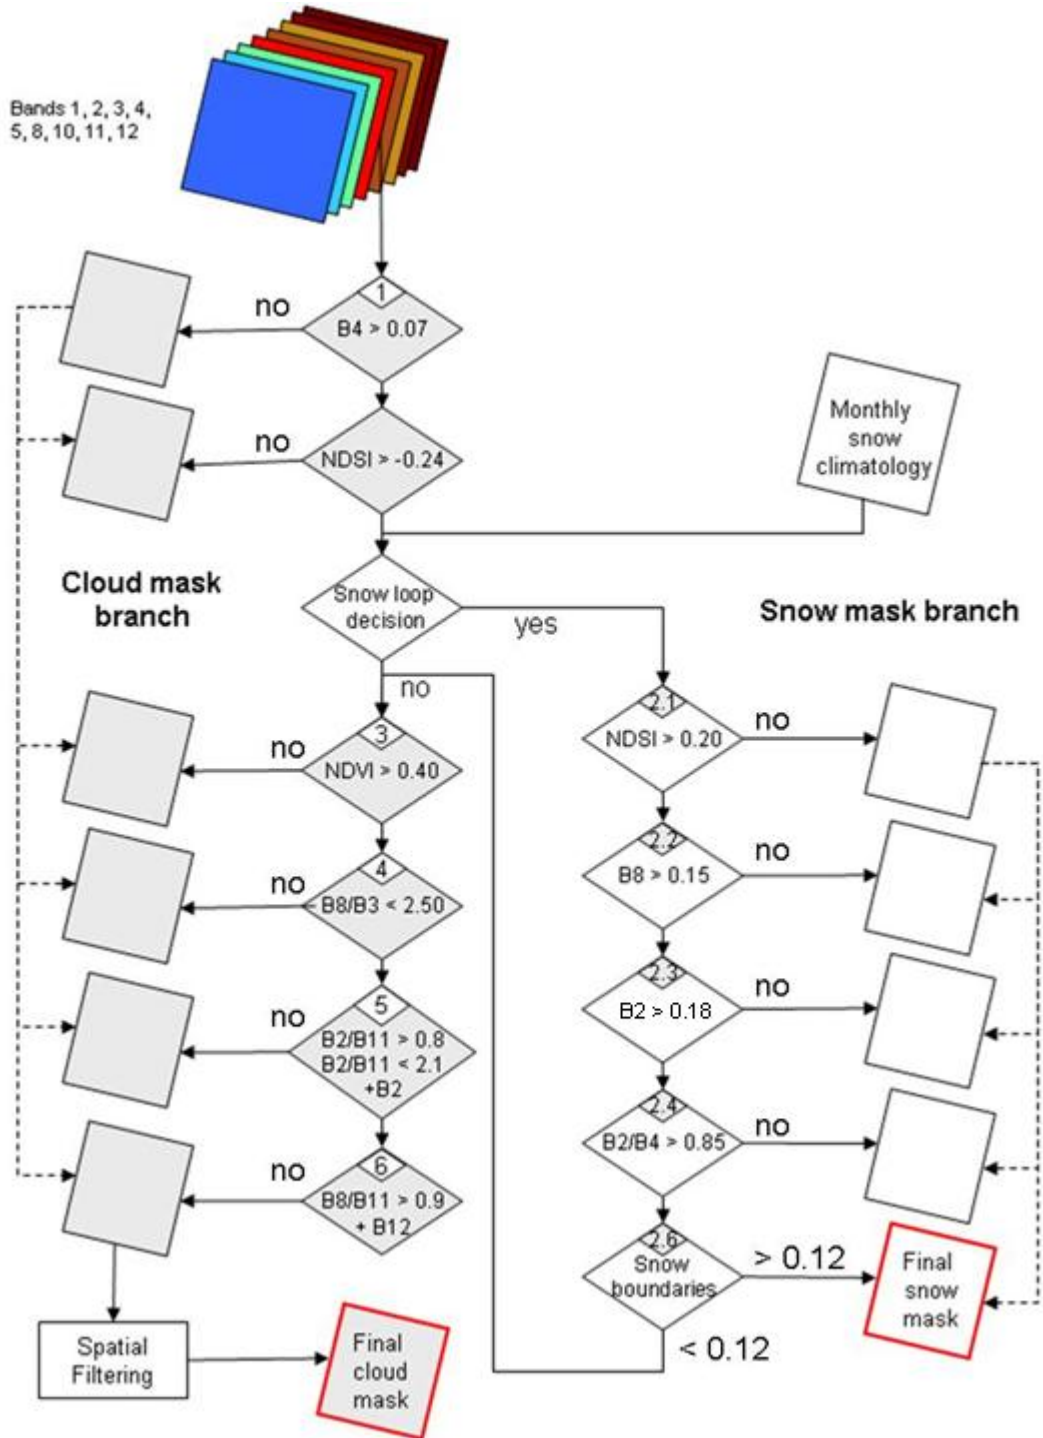 Bands 1, 2, 3, 4,
5, 8, 10, 11, 12
1
B4 > 0.07
no
NDSI > -0.24
no
Monthly
snow
climatology
Cloud mask
branch
Snow loop
decision
yes
no
Snow mask branch
3
NDVI > 0.40
no
4
B8/B3 < 2.50
no
5
B2/B11 > 0.8
B2/B11 < 2.1
+B2
no
6
B8/B11 > 0.9
+ B12
no
Spatial
Filtering
Final
cloud
mask
2.1
NDSI > 0.20
no
2.2
B8 > 0.15
no
2.3
B2 > 0.18
no
2.4
B2/B4 > 0.85
no
2.6
Snow
boundaries
> 0.12
< 0.12
Final
snow
mask